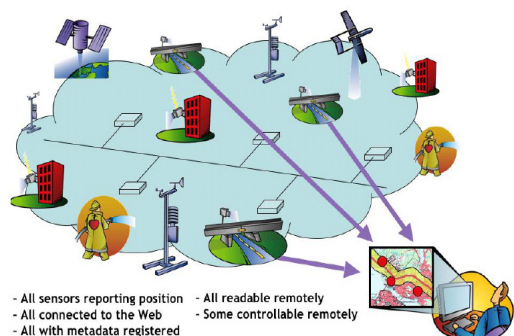 - All sensors reporting position
- All connected to the Web
- All with metadata registered
- All readable remotely
- Some controllable remotely